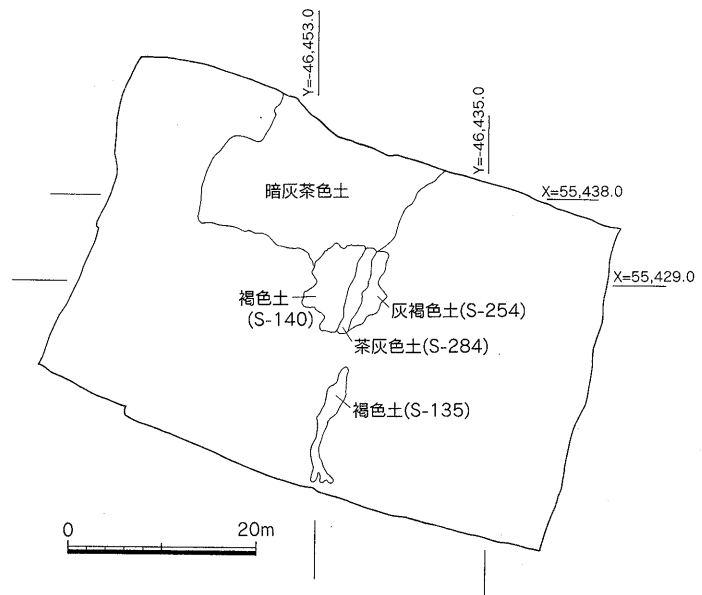 Y=-46,453.0
Y=-46,435.0
X=55,438.0
暗灰茶色土
X=55,429.0
褐色土
(S-140)
灰褐色土(S-254)
茶灰色土(S-284)
褐色土(S-135)
0 20m